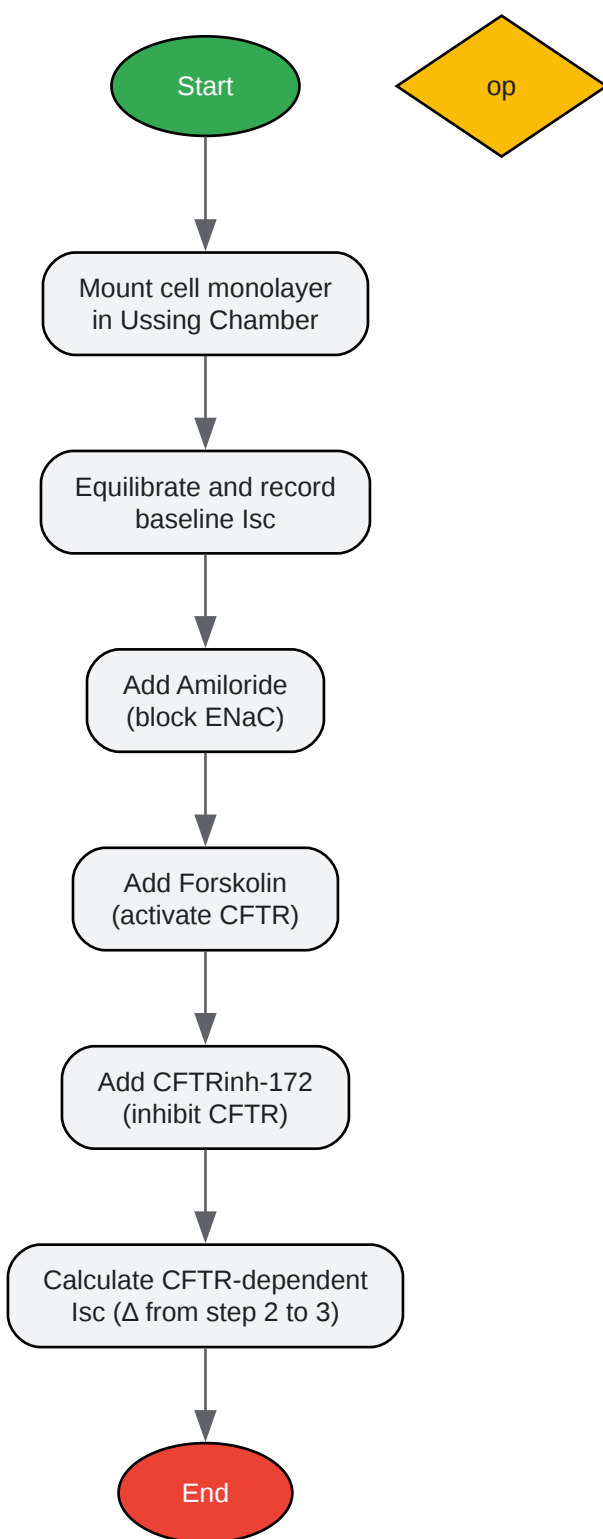 Start
op
Mount cell monolayer
in Ussing Chamber
Equilibrate and record
baseline Isc
Add Amiloride
(block ENaC)
Add Forskolin
(activate CFTR)
Add CFTRinh-172
(inhibit CFTR)
Calculate CFTR-dependent
Isc (Δ from step 2 to 3)
End